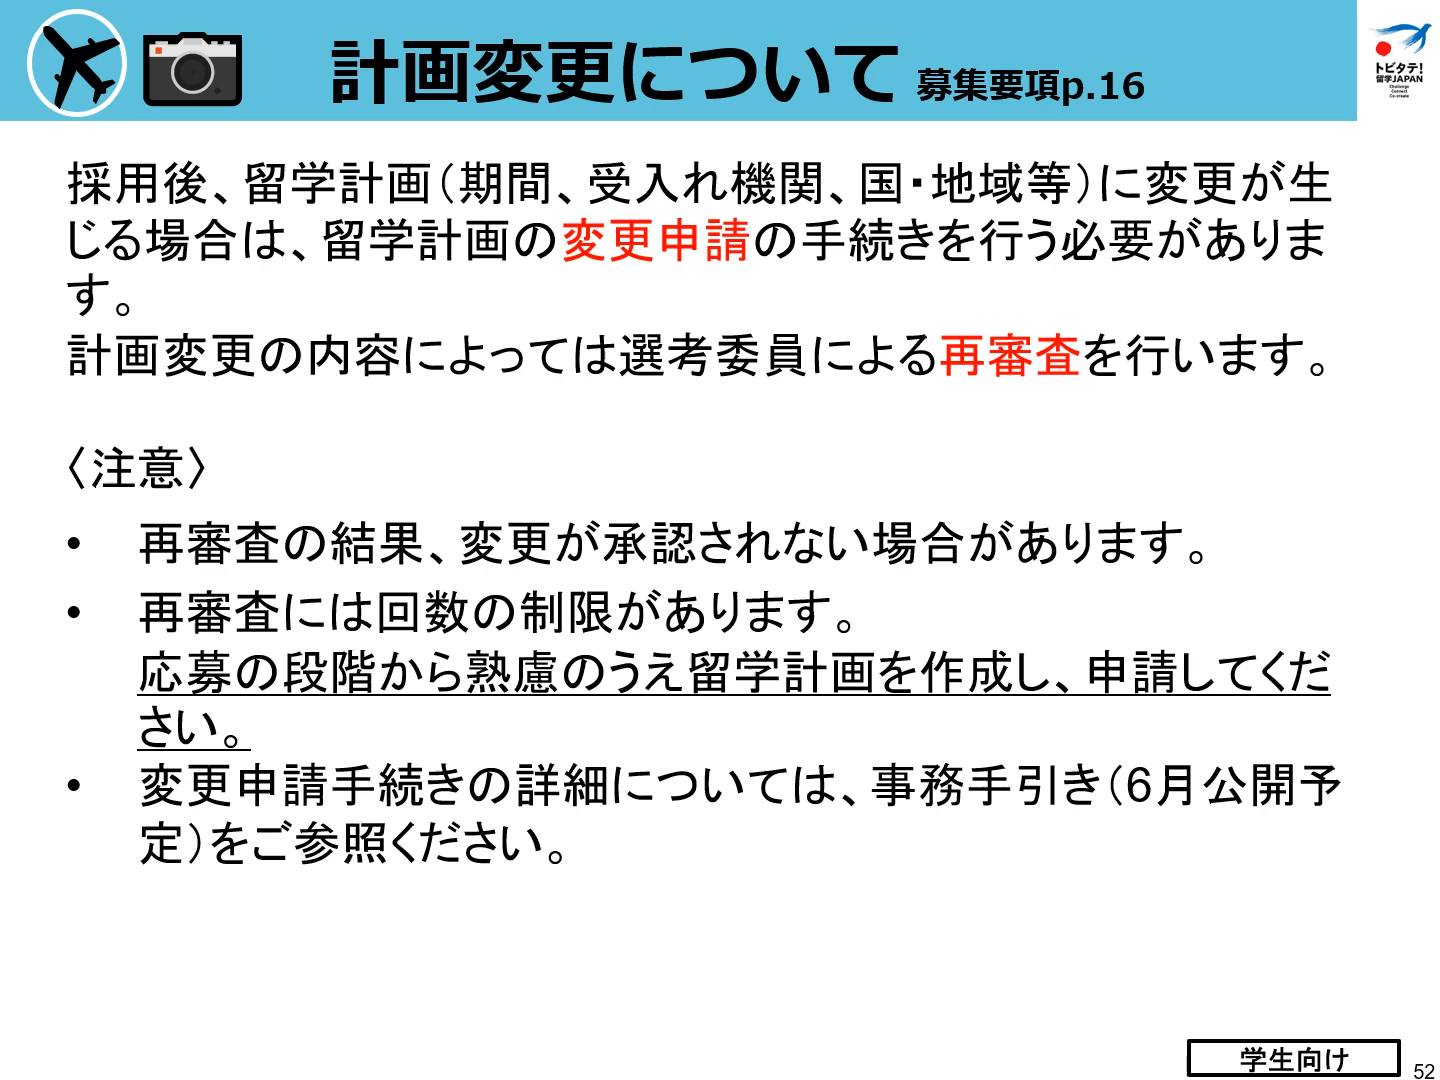 計画変更について 募集要項p.16
トビタテ!
留学JAPAN
Challenge
Connect
Co-create
採用後、留学計画（期間、受入れ機関、国・地域等）に変更が生
じる場合は、留学計画の変更申請の手続きを行う必要がありま
す。
計画変更の内容によっては選考委員による再審査を行います。
〈注意〉
• 再審査の結果、変更が承認されない場合があります。
• 再審査には回数の制限があります。
応募の段階から熟慮のうえ留学計画を作成し、申請してくだ
さい。
• 変更申請手続きの詳細については、事務手引き（6月公開予
定）をご参照ください。
学生向け
52